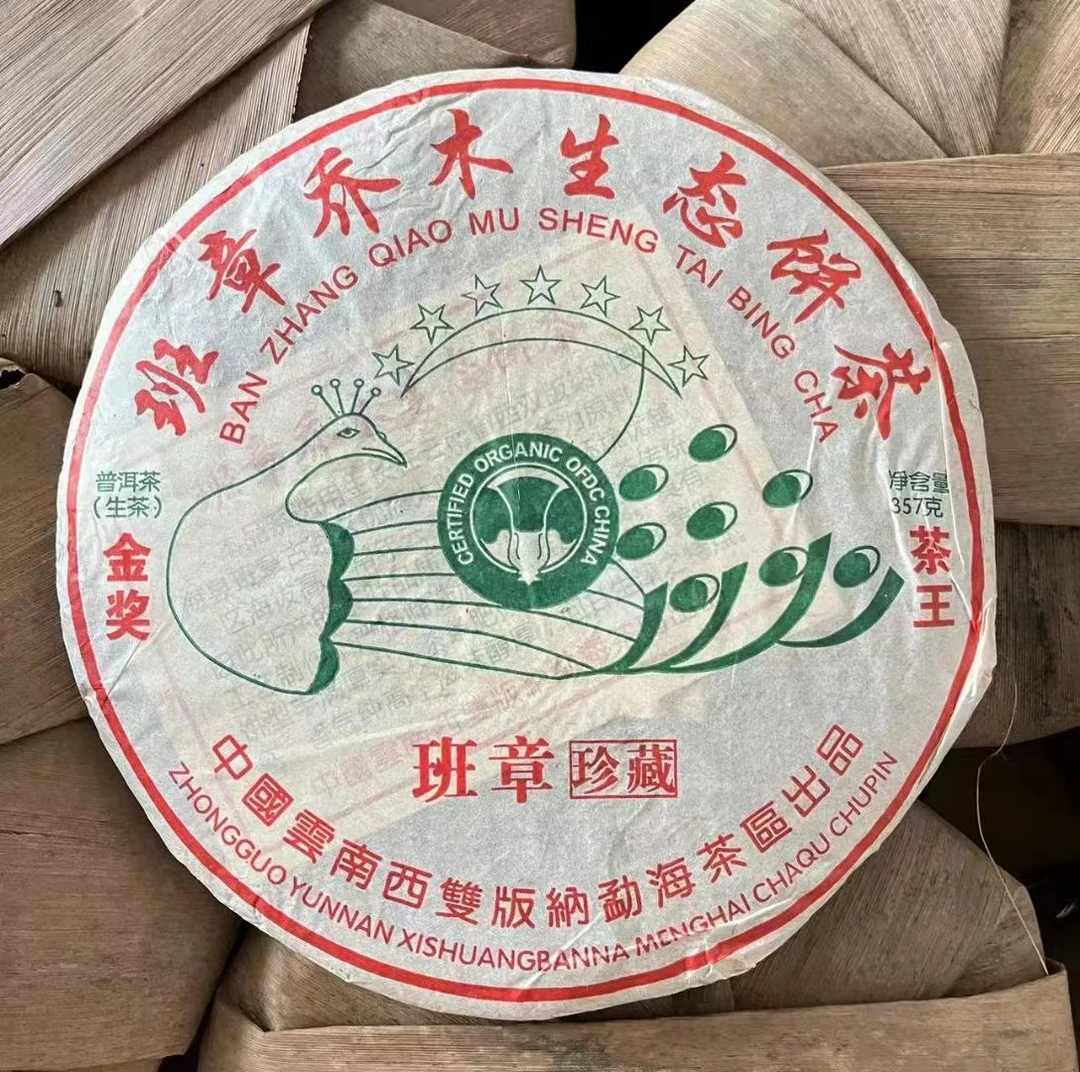 班章乔木生态饼茶
BAN ZHANG QIAO MU SHENG TAI BING CHA
普洱茶
（生茶）
金奖
净含量
357克
茶王
CERTIFIED ORGANIC OFDC CHINA
班章珍藏
中國雲南西雙版納勐海茶區出品
ZHONGGUO YUNNAN XISHUANGBANNA MENGHAI CHAQU CHUPIN